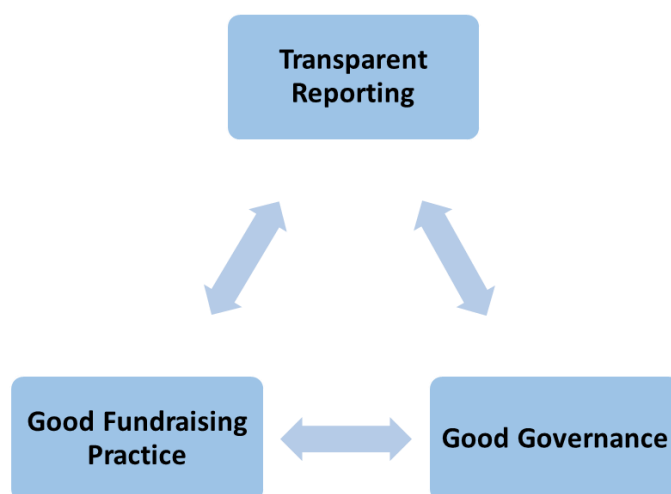 Transparent
Reporting
Good Fundraising
Practice
Good Governance